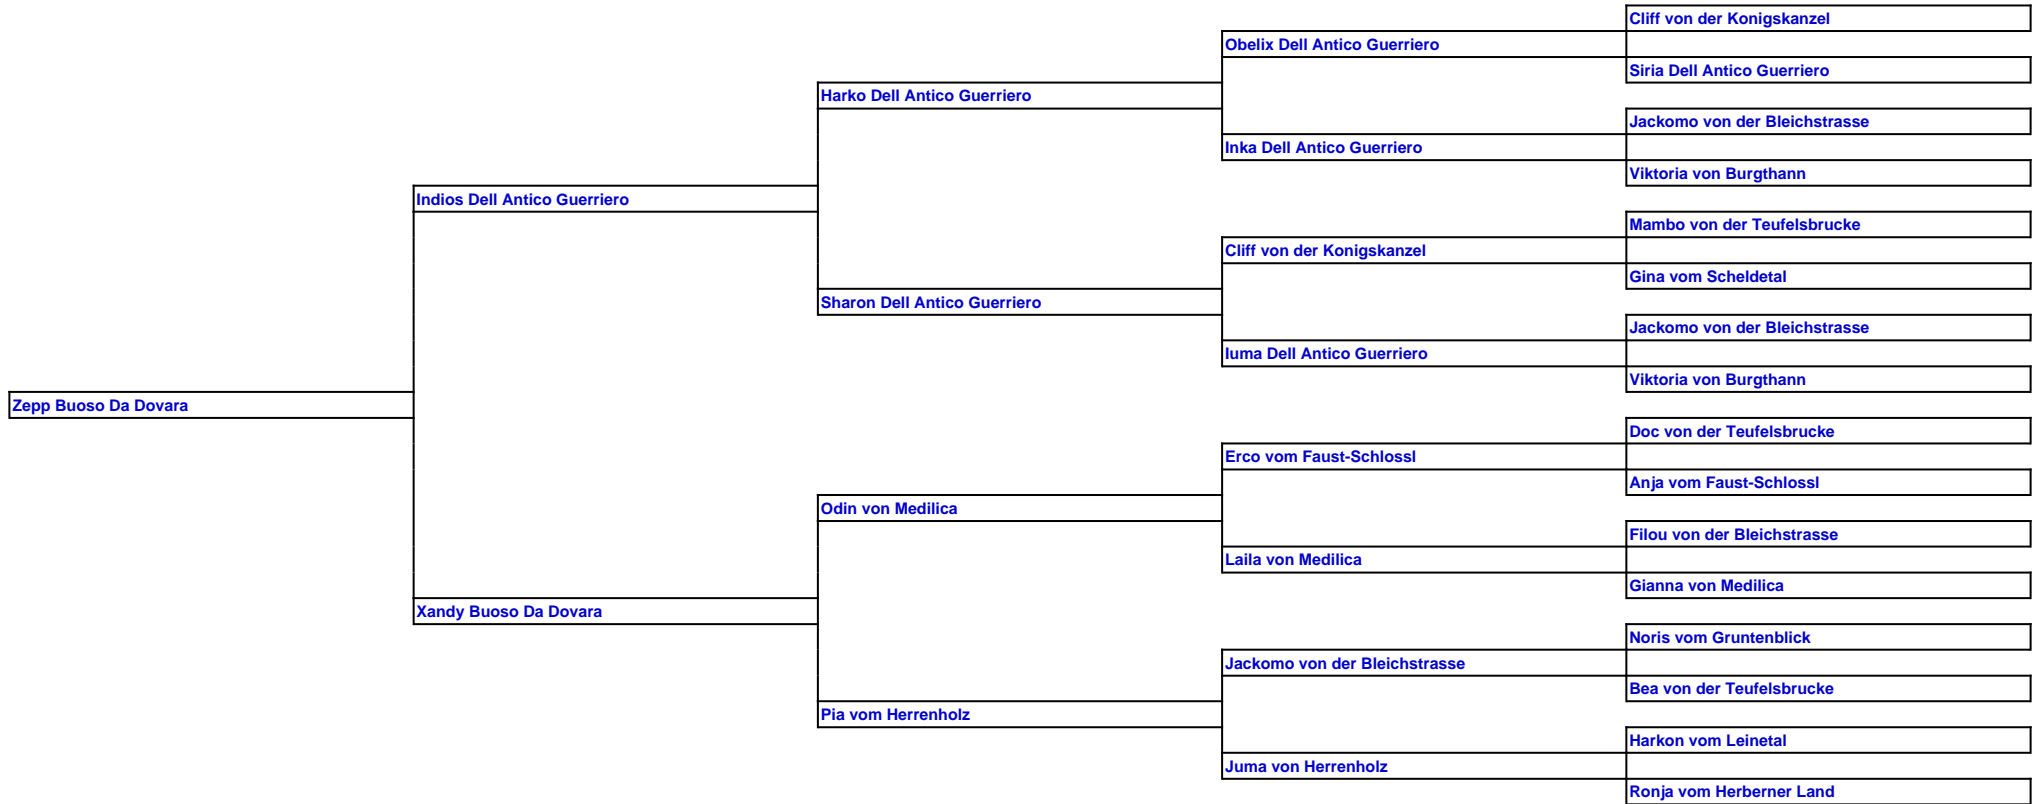 Cliff von der Konigskanzel
Obelix Dell Antico Guerriero
Siria Dell Antico Guerriero
Harko Dell Antico Guerriero
Jackomo von der Bleichstrasse
Inka Dell Antico Guerriero
Viktoria von Burgthann
Indios Dell Antico Guerriero
Mambo von der Teufelsbrucke
Cliff von der Konigskanzel
Gina vom Scheldetal
Sharon Dell Antico Guerriero
Jackomo von der Bleichstrasse
Iuma Dell Antico Guerriero
Viktoria von Burgthann
Zepp Buoso Da Dovara
Doc von der Teufelsbrucke
Erco vom Faust-Schlossl
Anja vom Faust-Schlossl
Odin von Medilica
Filou von der Bleichstrasse
Laila von Medilica
Gianna von Medilica
Xandy Buoso Da Dovara
Noris vom Gruntenblick
Jackomo von der Bleichstrasse
Bea von der Teufelsbrucke
Pia vom Herrenholz
Harkon vom Leinetal
Juma von Herrenholz
Ronja vom Herberner Land